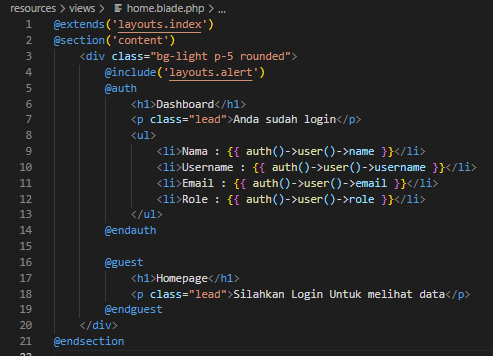 resources > views > home.blade.php > ...
1 @extends('layouts.index')
2 @section('content')
3 <div class="bg-light p-5 rounded">
4 @include('layouts.alert')
5 @auth
6 <h1>Dashboard</h1>
7 <p class="lead">Anda sudah login</p>
8 <ul>
9 <li>Nama : {{ auth()->user()->name }}</li>
10 <li>Username : {{ auth()->user()->username }}</li>
11 <li>Email : {{ auth()->user()->email }}</li>
12 <li>Role : {{ auth()->user()->role }}</li>
13 </ul>
14 @endauth
15
16 @guest
17 <h1>Homepage</h1>
18 <p class="lead">Silahkan Login Untuk melihat data</p>
19 @endguest
20 </div>
21 @endsection